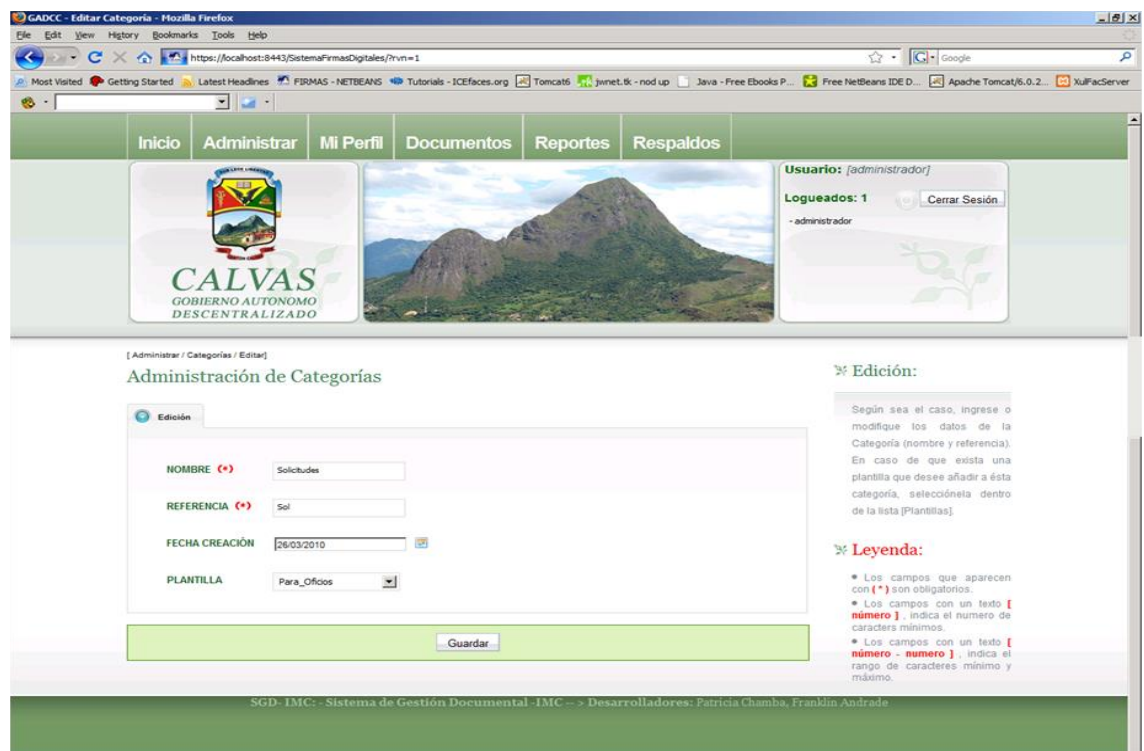 GADCC - Editar Categoría - Mozilla Firefox
File Edit View History Bookmarks Tools Help
https://localhost:8443/SistemaFirmasDigitales/?rvn=1
Google
Most Visited Getting Started Latest Headlines FIRMAS - NETBEANS Tutorials - ICEfaces.org Tomcat6 jwnet.tk - nod up Java - Free Ebooks P... Free NetBeans IDE D... Apache Tomcat/6.0.2... XulFacServer
Inicio Administrar Mi Perfil Documentos Reportes Respaldos
CALVAS
GOBIERNO AUTONOMO
DESCENTRALIZADO
Usuario: [administrador]
Logueados: 1
Cerrar Sesión
- administrador
[ Administrar / Categorías / Editar]
Administración de Categorías
Edición
NOMBRE (*) Solicitudes
REFERENCIA (*) Sol
FECHA CREACIÓN 26/03/2010
PLANTILLA Para_Oficios
Guardar
Edición:
Según sea el caso, ingrese o
modifique los datos de la
Categoría (nombre y referencia).
En caso de que exista una
plantilla que desee añadir a ésta
categoría, selecciónela dentro
de la lista [Plantillas].
Leyenda:
Los campos que aparecen
con ( * ) son obligatorios.
Los campos con un texto [
número ] , indica el numero de
caracters mínimos.
Los campos con un texto [
número - numero ] , indica el
rango de caracteres mínimo y
máximo.
SGD- IMC: - Sistema de Gestión Documental -IMC -- > Desarrolladores: Patricia Chamba, Franklin Andrade